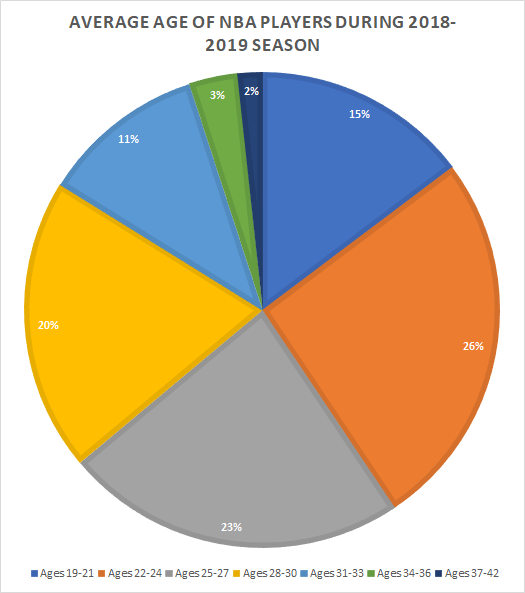 AVERAGE AGE OF NBA PLAYERS DURING 2018-
2019 SEASON
2%
3%
15%
11%
20%
26%
23%
Ages 19-21 Ages 22-24 Ages 25-27 Ages 28-30 Ages 31-33 Ages 34-36 Ages 37-42